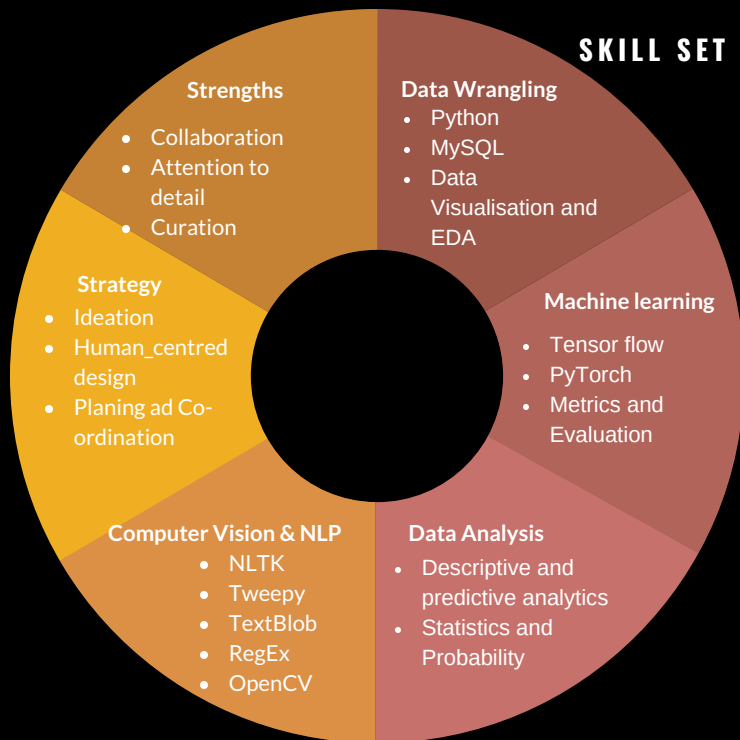 SKILL SET
Strengths
• Collaboration
• Attention to
detail
• Curation
Data Wrangling
• Python
• MySQL
• Data
Visualisation and
EDA
Strategy
• Ideation
• Human_centred
design
• Planing ad Co-
ordination
Machine learning
• Tensor flow
• PyTorch
• Metrics and
Evaluation
Computer Vision & NLP
• NLTK
• Tweepy
• TextBlob
• RegEx
• OpenCV
Data Analysis
• Descriptive and
predictive analytics
• Statistics and
Probability